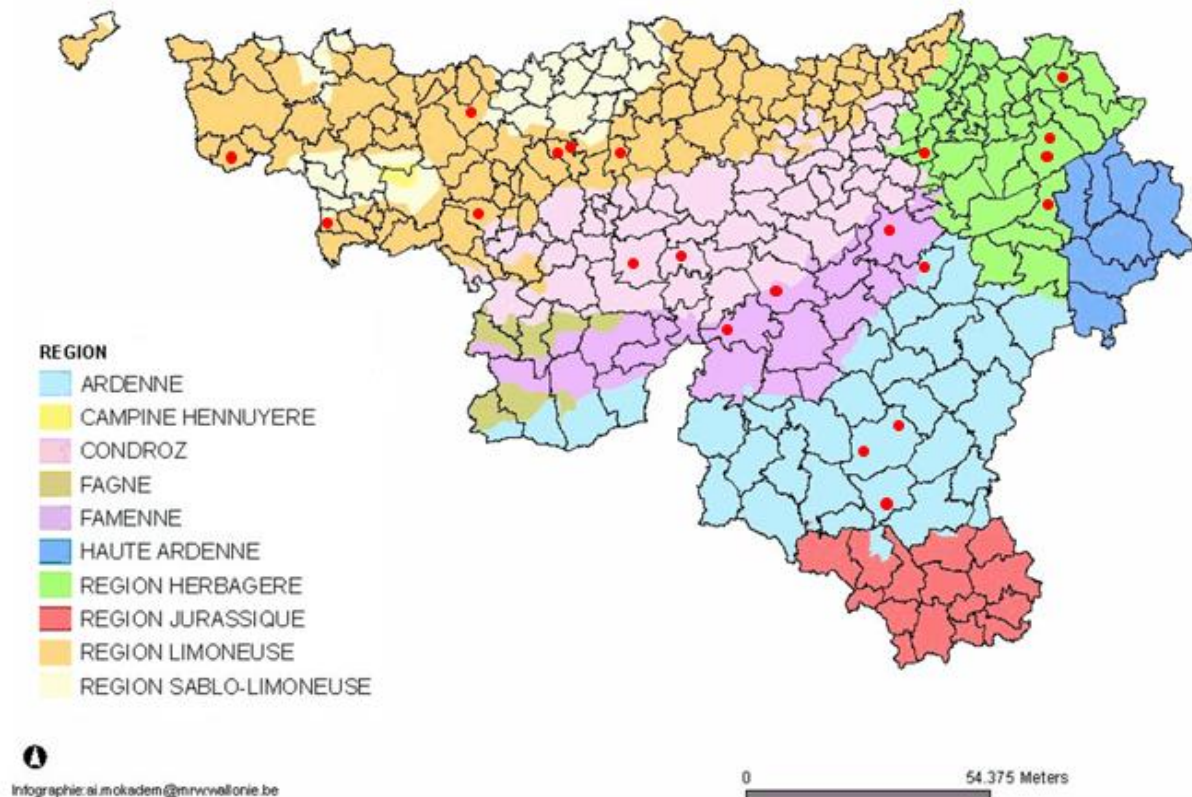 REGION
ARDENNE
CAMPINE HENNUYERE
CONDROZ
FAGNE
FAMENNE
HAUTE ARDENNE
REGION HERBAGERE
REGION JURASSIQUE
REGION LIMONEUSE
REGION SABLO-LIMONEUSE
Infographie:ai.mokadem@mrw.wallonie.be
0 54.375 Meters